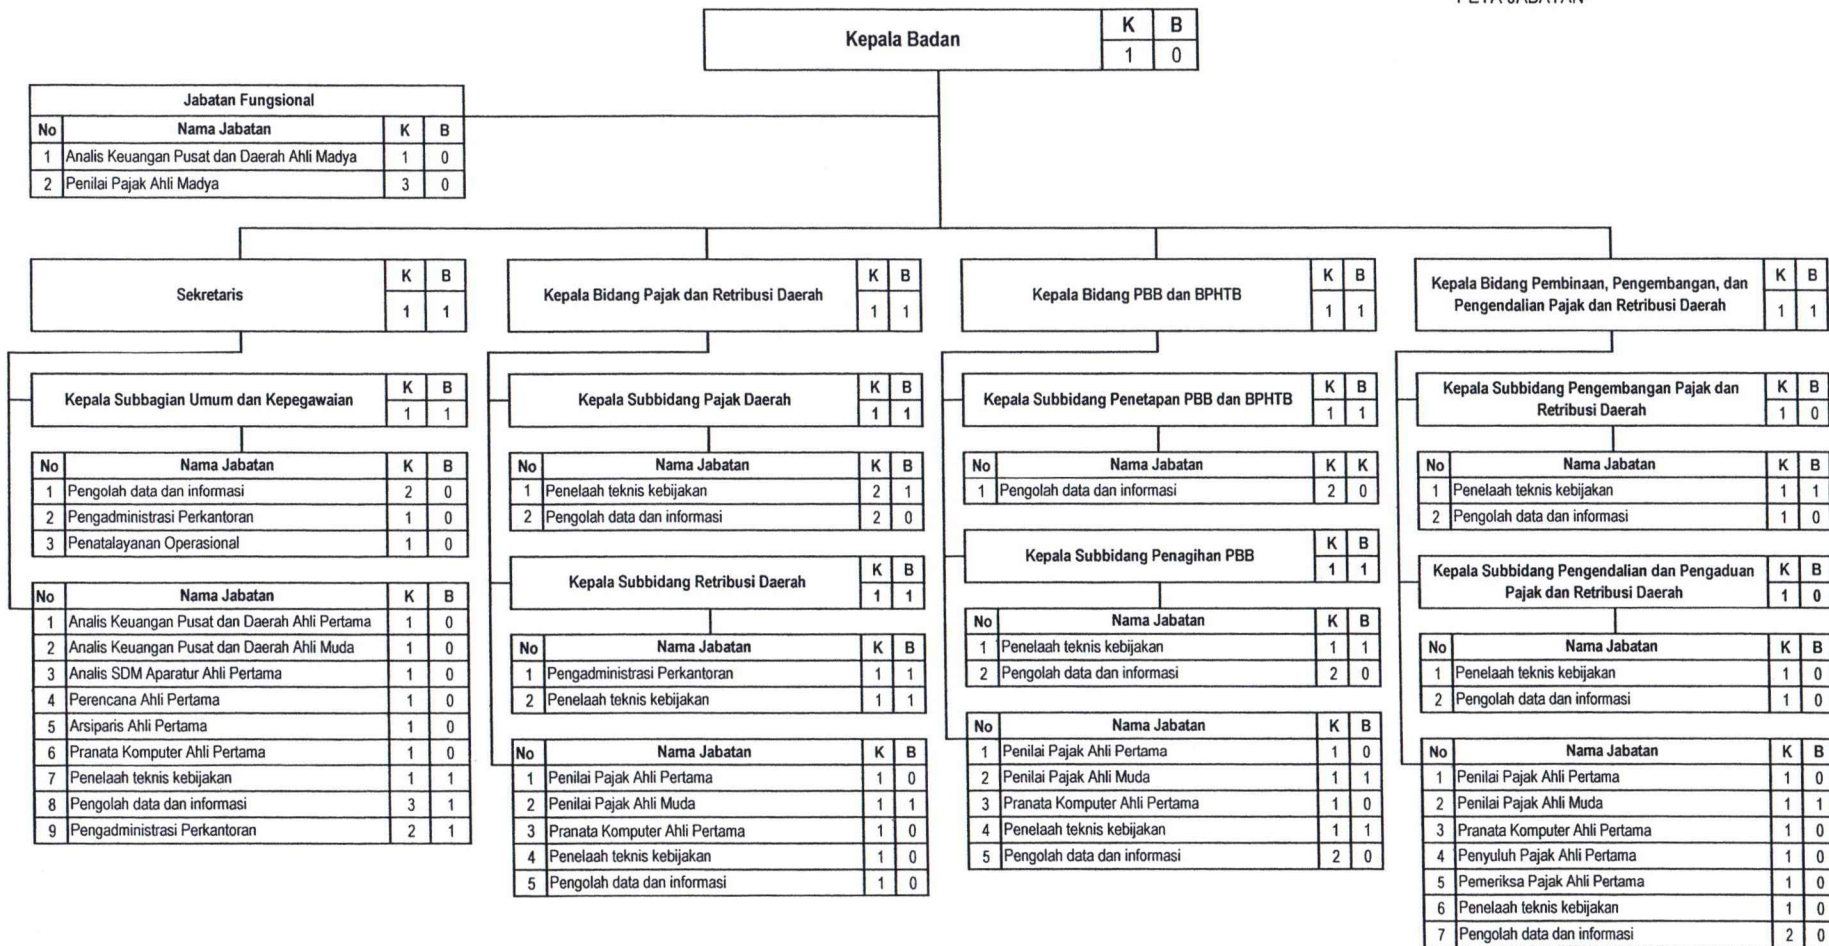 PETA JABATAN
Kepala Badan
K B
1 0
Jabatan Fungsional
No Nama Jabatan K B
1 Analis Keuangan Pusat dan Daerah Ahli Madya 1 0
2 Penilai Pajak Ahli Madya 3 0
Sekretaris
K B
1 1
Kepala Subbagian Umum dan Kepegawaian
K B
1 1
No Nama Jabatan K B
1 Pengolah data dan informasi 2 0
2 Pengadministrasi Perkantoran 1 0
3 Penatalayanan Operasional 1 0
No Nama Jabatan K B
1 Analis Keuangan Pusat dan Daerah Ahli Pertama 1 0
2 Analis Keuangan Pusat dan Daerah Ahli Muda 1 0
3 Analis SDM Aparatur Ahli Pertama 1 0
4 Perencana Ahli Pertama 1 0
5 Arsiparis Ahli Pertama 1 0
6 Pranata Komputer Ahli Pertama 1 0
7 Penelaah teknis kebijakan 1 1
8 Pengolah data dan informasi 3 1
9 Pengadministrasi Perkantoran 2 1
Kepala Bidang Pajak dan Retribusi Daerah
K B
1 1
Kepala Subbidang Pajak Daerah
K B
1 1
No Nama Jabatan K B
1 Penelaah teknis kebijakan 2 1
2 Pengolah data dan informasi 2 0
Kepala Subbidang Retribusi Daerah
K B
1 1
No Nama Jabatan K B
1 Pengadministrasi Perkantoran 1 1
2 Penelaah teknis kebijakan 1 1
No Nama Jabatan K B
1 Penilai Pajak Ahli Pertama 1 0
2 Penilai Pajak Ahli Muda 1 1
3 Pranata Komputer Ahli Pertama 1 0
4 Penelaah teknis kebijakan 1 0
5 Pengolah data dan informasi 1 0
Kepala Bidang PBB dan BPHTB
K B
1 1
Kepala Subbidang Penetapan PBB dan BPHTB
K B
1 1
No Nama Jabatan K K
1 Pengolah data dan informasi 2 0
Kepala Subbidang Penagihan PBB
K B
1 1
No Nama Jabatan K B
1 Penelaah teknis kebijakan 1 1
2 Pengolah data dan informasi 2 0
No Nama Jabatan K B
1 Penilai Pajak Ahli Pertama 1 0
2 Penilai Pajak Ahli Muda 1 1
3 Pranata Komputer Ahli Pertama 1 0
4 Penelaah teknis kebijakan 1 1
5 Pengolah data dan informasi 2 0
Kepala Bidang Pembinaan, Pengembangan, dan
Pengendalian Pajak dan Retribusi Daerah
K B
1 1
Kepala Subbidang Pengembangan Pajak dan
Retribusi Daerah
K B
1 0
No Nama Jabatan K B
1 Penelaah teknis kebijakan 1 1
2 Pengolah data dan informasi 1 0
Kepala Subbidang Pengendalian dan Pengaduan
Pajak dan Retribusi Daerah
K B
1 0
No Nama Jabatan K B
1 Penelaah teknis kebijakan 1 0
2 Pengolah data dan informasi 1 0
No Nama Jabatan K B
1 Penilai Pajak Ahli Pertama 1 0
2 Penilai Pajak Ahli Muda 1 1
3 Pranata Komputer Ahli Pertama 1 0
4 Penyuluh Pajak Ahli Pertama 1 0
5 Pemeriksa Pajak Ahli Pertama 1 0
6 Penelaah teknis kebijakan 1 0
7 Pengolah data dan informasi 2 0